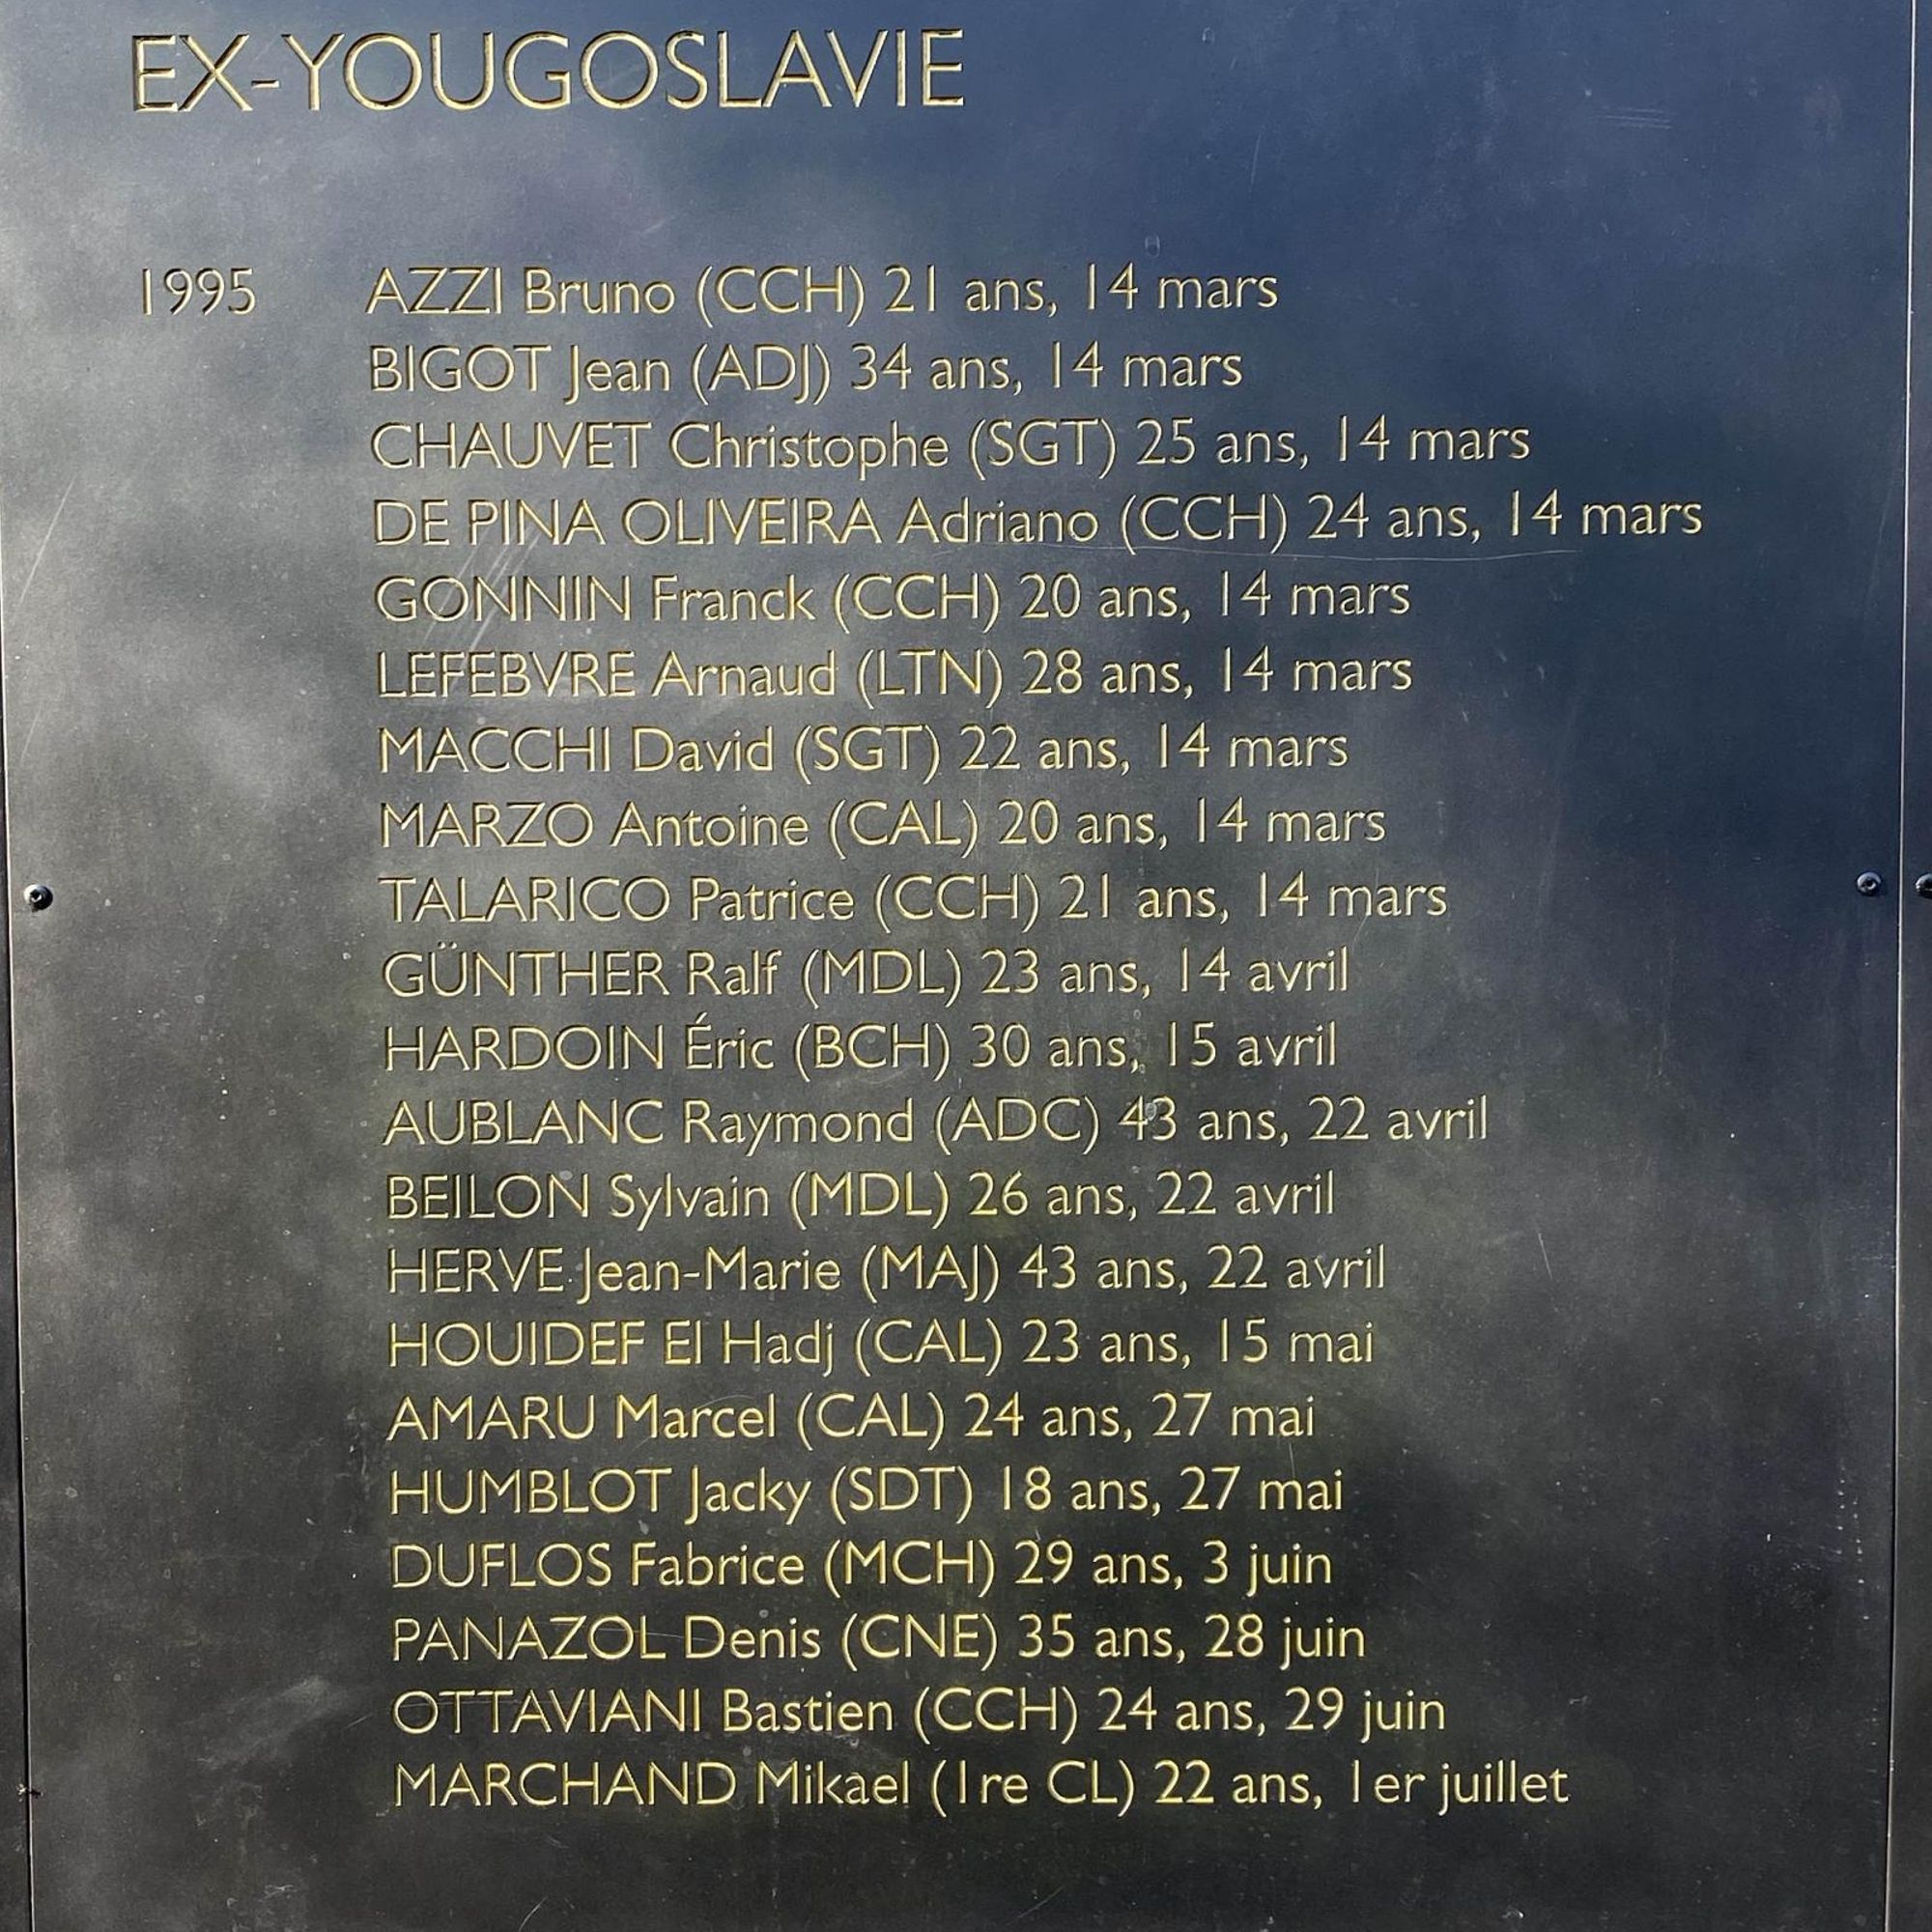 EX-YOUGOSLAVIE
1995 AZZI Bruno (CCH) 21 ans, 14 mars
BIGOT Jean (ADJ) 34 ans, 14 mars
CHAUVET Christophe (SGT) 25 ans, 14 mars
DE PINA OLIVEIRA Adriano (CCH) 24 ans, 14 mars
GONNIN Franck (CCH) 20 ans, 14 mars
LEFEBVRE Arnaud (LTN) 28 ans, 14 mars
MACCHI David (SGT) 22 ans, 14 mars
MARZO Antoine (CAL) 20 ans, 14 mars
TALARICO Patrice (CCH) 21 ans, 14 mars
GÜNTHER Ralf (MDL) 23 ans, 14 avril
HARDOIN Éric (BCH) 30 ans, 15 avril
AUBLANC Raymond (ADC) 43 ans, 22 avril
BEILON Sylvain (MDL) 26 ans, 22 avril
HERVE Jean-Marie (MAJ) 43 ans, 22 avril
HOUIDEF El Hadj (CAL) 23 ans, 15 mai
AMARU Marcel (CAL) 24 ans, 27 mai
HUMBLOT Jacky (SDT) 18 ans, 27 mai
DUFLOS Fabrice (MCH) 29 ans, 3 juin
PANAZOL Denis (CNE) 35 ans, 28 juin
OTTAVIANI Bastien (CCH) 24 ans, 29 juin
MARCHAND Mikael (1re CL) 22 ans, 1er juillet